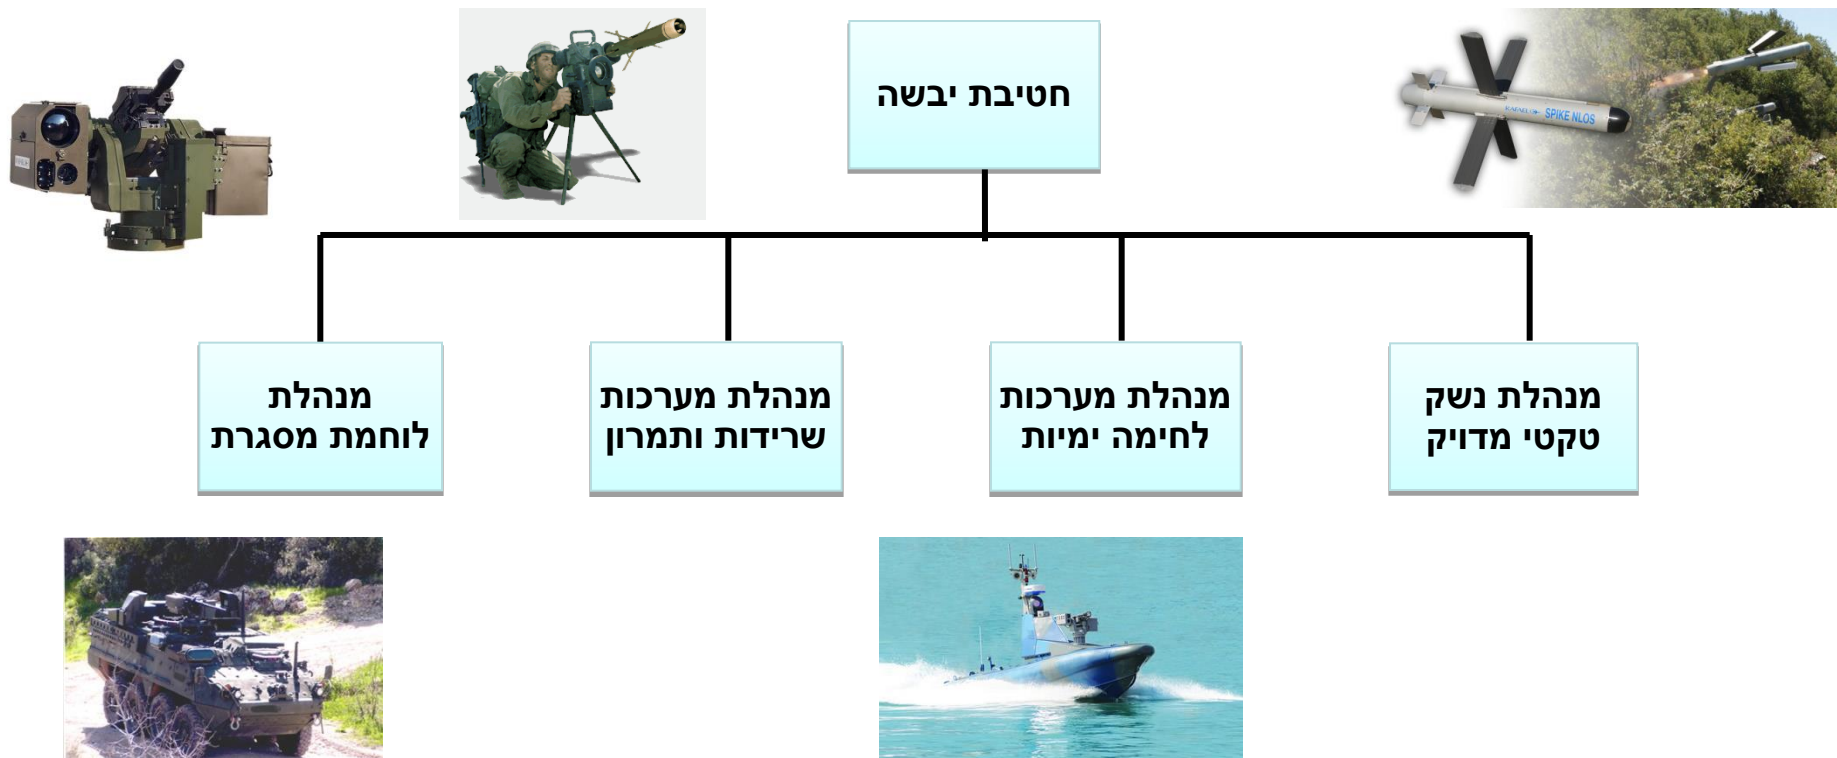 חטיבת יבשה
RAFAEL SPIKE NLOS
מנהלת נשק
טקטי מדויק
מנהלת מערכות
לחימה ימיות
מנהלת מערכות
שרידות ותמרון
מנהלת
לוחמת מסגרת